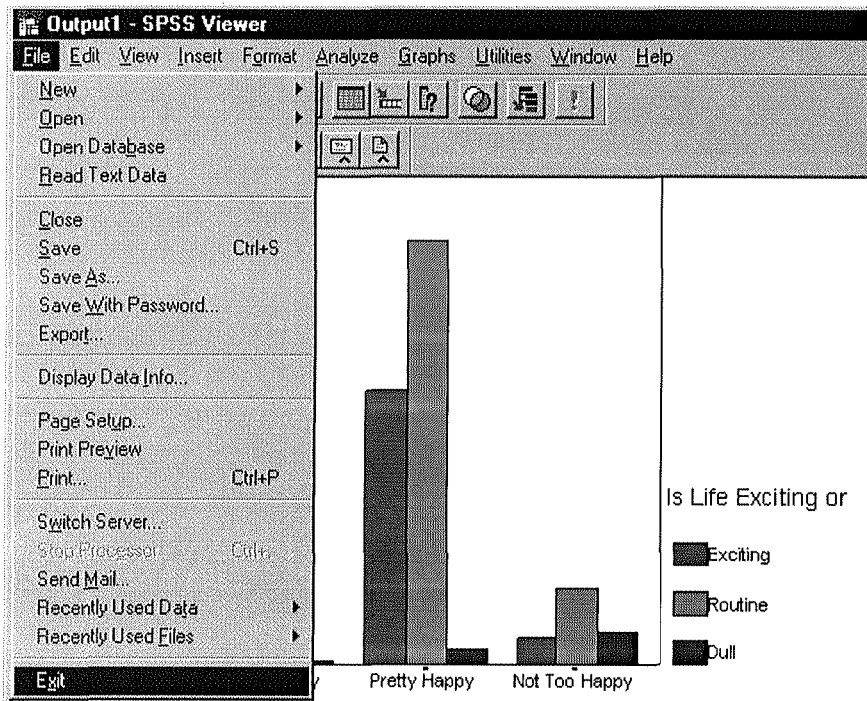 Output1 - SPSS Viewer
File Edit View Insert Format Analyze Graphs Utilities Window Help
New
Open
Open Database
Read Text Data
Close
Save Ctrl+S
Save As...
Save With Password...
Export...
Display Data Info...
Page Setup...
Print Preview
Print... Ctrl+P
Switch Server...
Stop Processor Ctrl+.
Send Mail...
Recently Used Data
Recently Used Files
Exit
Is Life Exciting or
Exciting
Routine
Dull
y Pretty Happy Not Too Happy